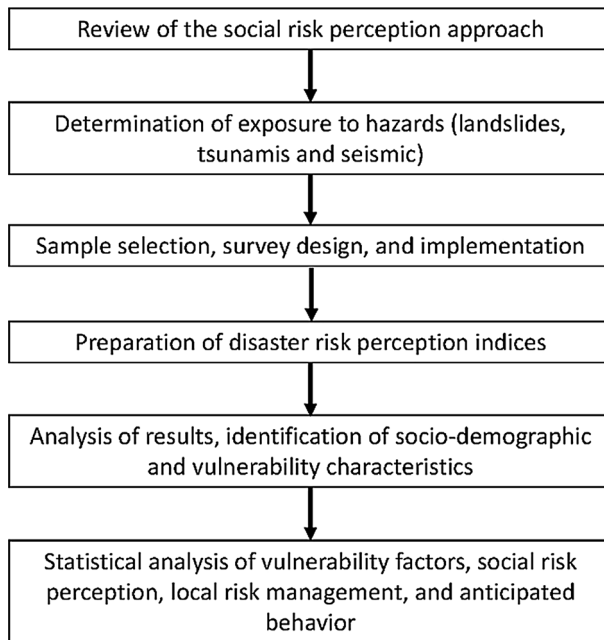 Review of the social risk perception approach
Determination of exposure to hazards (landslides,
tsunamis and seismic)
Sample selection, survey design, and implementation
Preparation of disaster risk perception indices
Analysis of results, identification of socio-demographic
and vulnerability characteristics
Statistical analysis of vulnerability factors, social risk
perception, local risk management, and anticipated
behavior